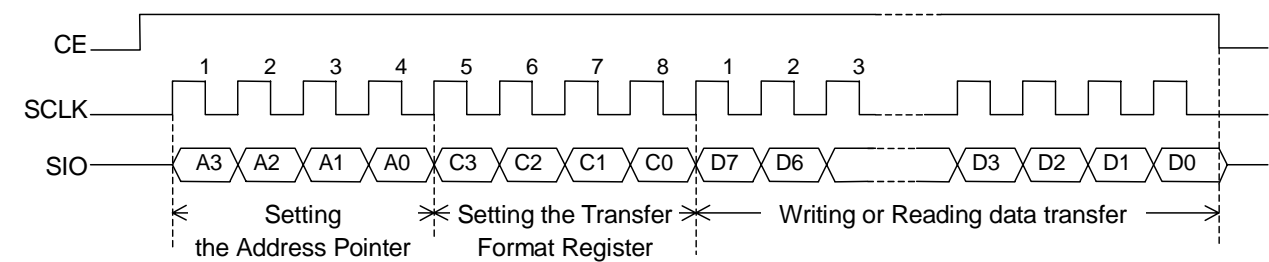 CE
1 2 3 4 5 6 7 8 1 2 3
SCLK
SIO A3 A2 A1 A0 C3 C2 C1 C0 D7 D6 D3 D2 D1 D0
Setting Setting the Transfer Writing or Reading data transfer
the Address Pointer Format Register